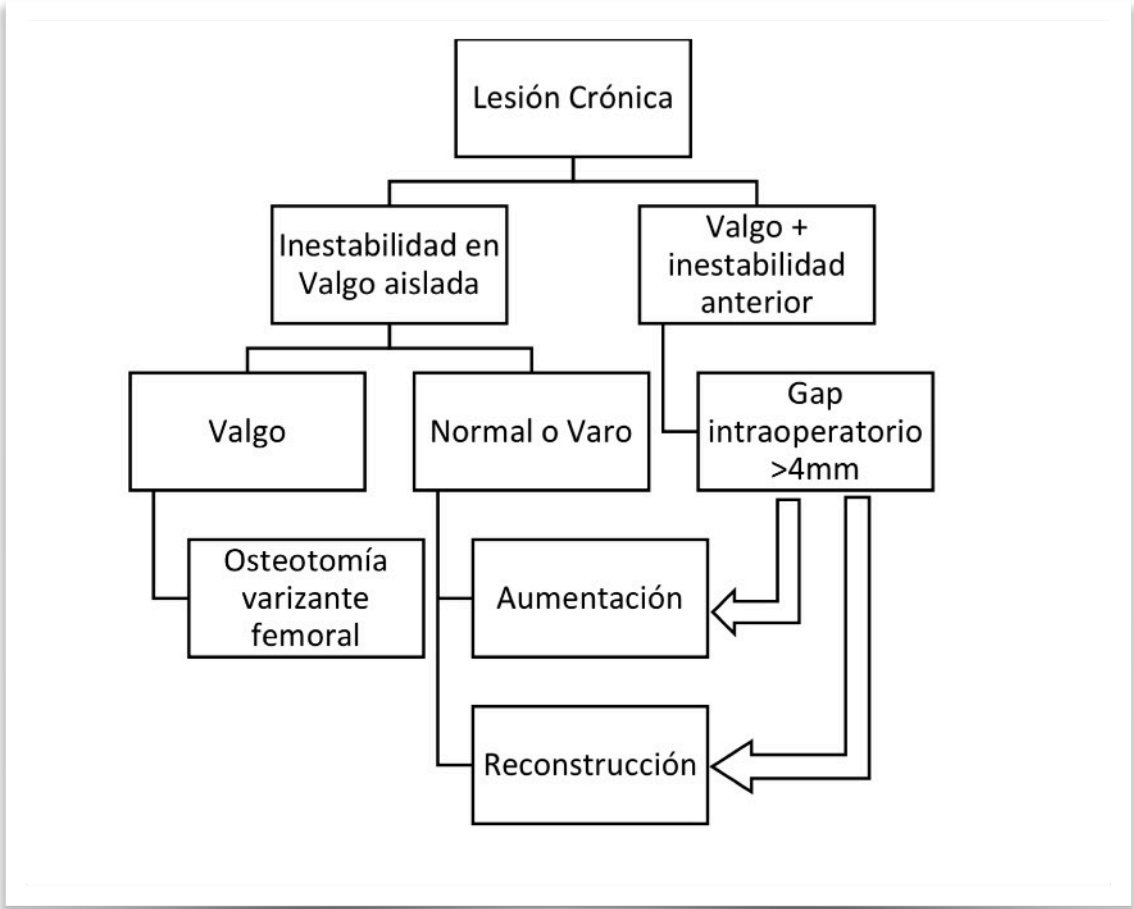 Lesión Crónica
Inestabilidad en
Valgo aislada
Valgo +
inestabilidad
anterior
Valgo
Normal o Varo
Gap
intraoperatorio
>4mm
Osteotomía
varizante
femoral
Aumentación
Reconstrucción